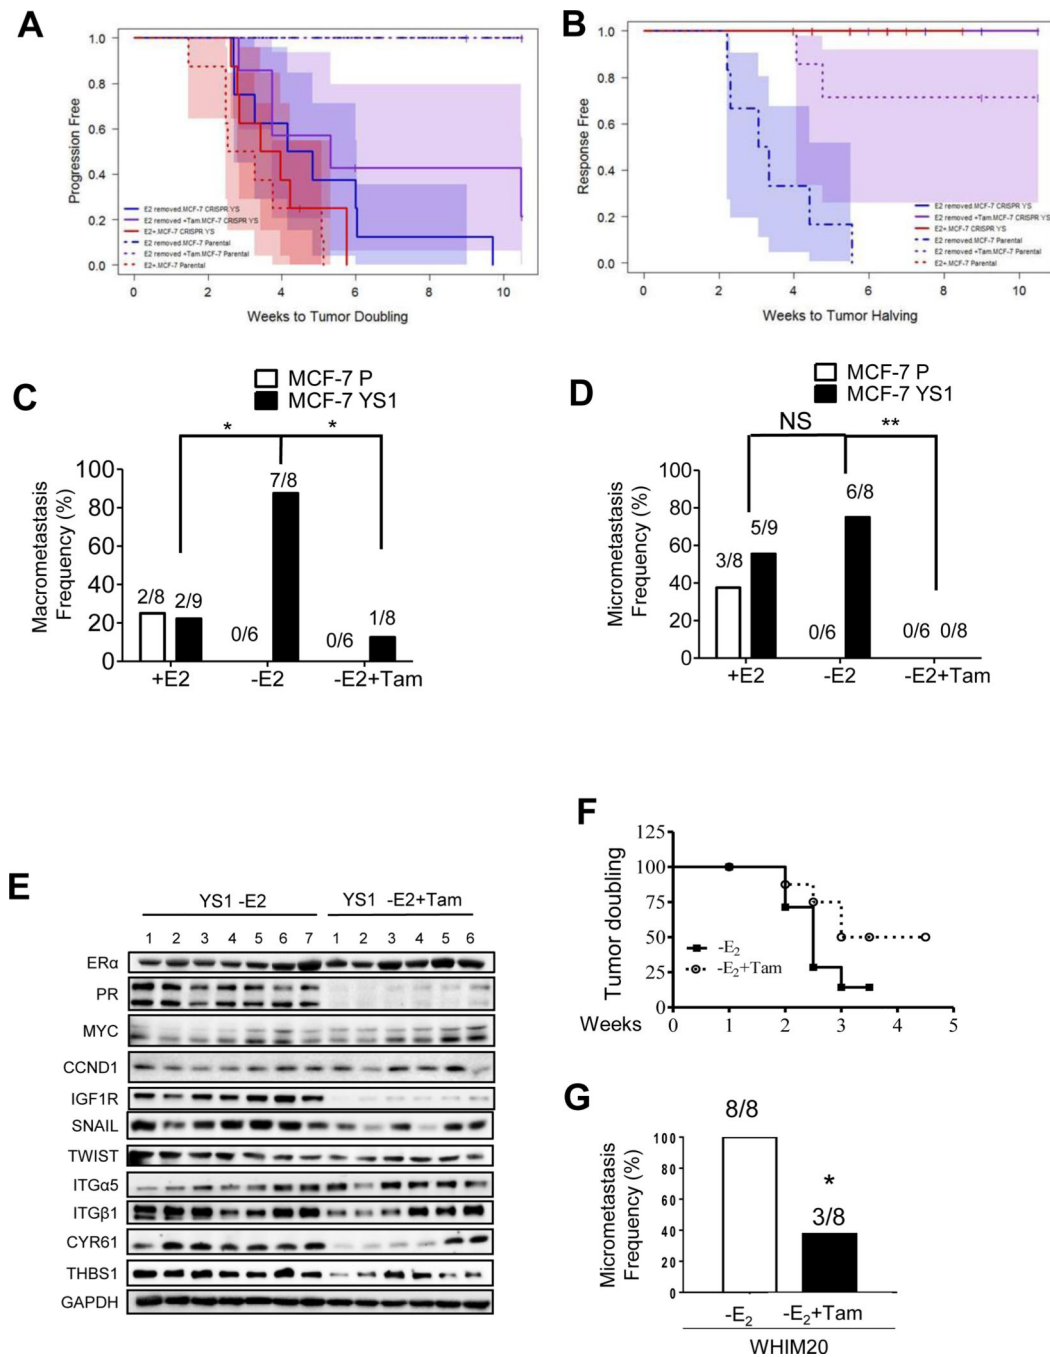 A
Progression Free
1.0
0.8
0.6
0.4
0.2
0.0
E2 removed.MCF-7 CRISPR YS
E2 removed +Tam.MCF-7 CRISPR YS
E2+.MCF-7 CRISPR YS
E2 removed.MCF-7 Parental
E2 removed +Tam.MCF-7 Parental
E2+.MCF-7 Parental
0 2 4 6 8 10
Weeks to Tumor Doubling
B
Response Free
1.0
0.8
0.6
0.4
0.2
0.0
E2 removed.MCF-7 CRISPR YS
E2 removed +Tam.MCF-7 CRISPR YS
E2+.MCF-7 CRISPR YS
E2 removed.MCF-7 Parental
E2 removed +Tam.MCF-7 Parental
E2+.MCF-7 Parental
0 2 4 6 8 10
Weeks to Tumor Halving
C
MCF-7 P
MCF-7 YS1
* *
Macrometastasis
Frequency (%)
100
80
60
40
20
0
2/8 2/9 0/6 7/8 0/6 1/8
+E2 -E2 -E2+Tam
D
MCF-7 P
MCF-7 YS1
NS **
Micrometastasis
Frequency (%)
100
80
60
40
20
0
3/8 5/9 0/6 6/8 0/6 0/8
+E2 -E2 -E2+Tam
E
YS1 -E2 YS1 -E2+Tam
1 2 3 4 5 6 7 1 2 3 4 5 6
ERα
PR
MYC
CCND1
IGF1R
SNAIL
TWIST
ITGα5
ITGβ1
CYR61
THBS1
GAPDH
F
Tumor doubling
125
100
75
50
25
0
-E2
-E2+Tam
Weeks 0 1 2 3 4 5
G
Micrometastasis
Frequency (%)
100
80
60
40
20
0
8/8
*
3/8
-E2 -E2+Tam
WHIM20